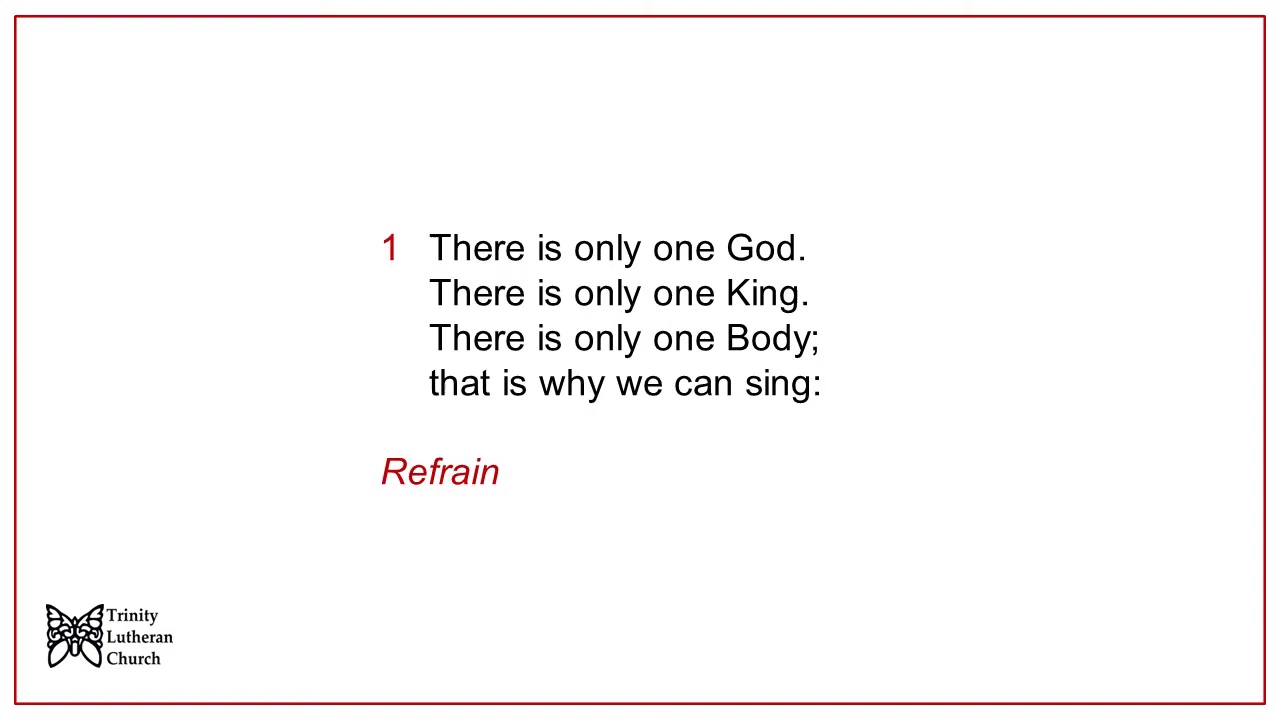 1 There is only one God.
There is only one King.
There is only one Body;
that is why we can sing:
Refrain
Trinity
Lutheran
Church